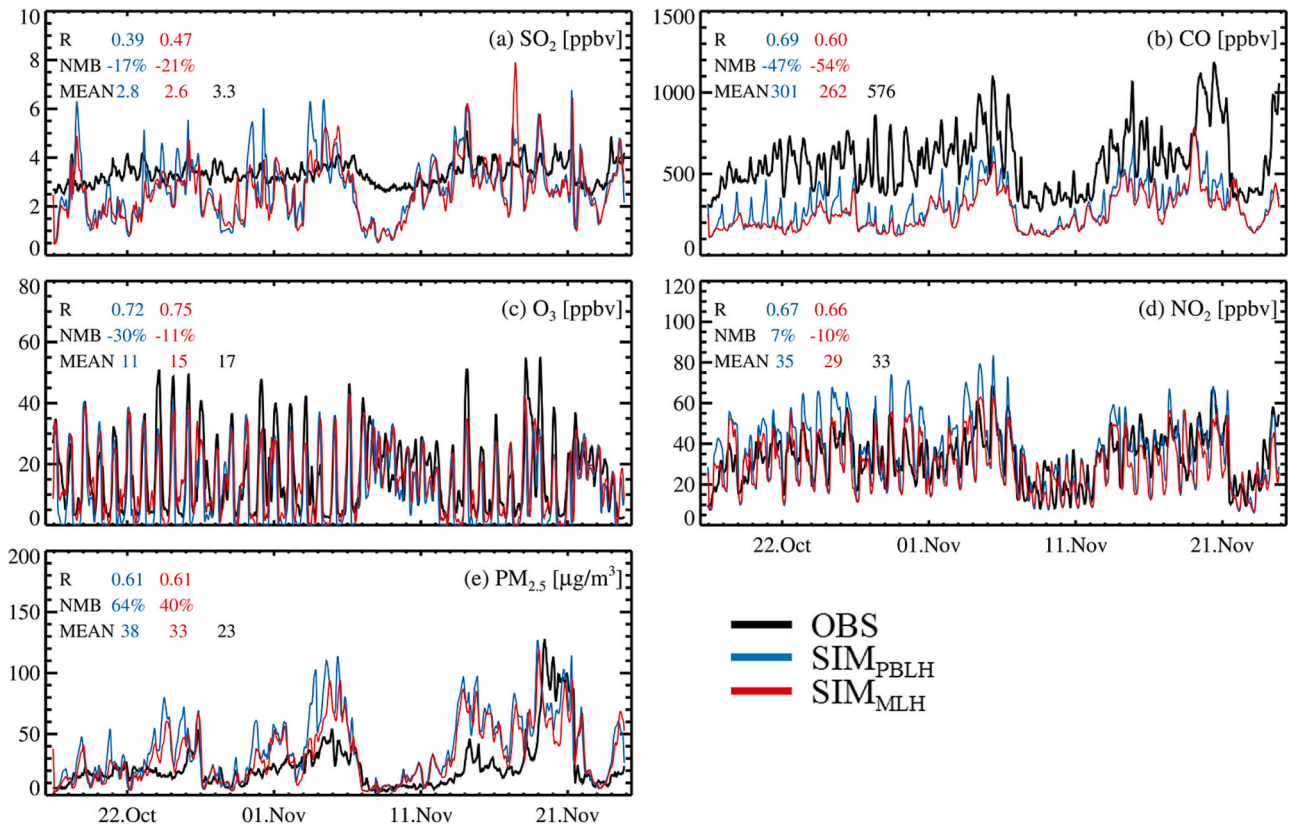 (a) SO₂ [ppbv]
R 0.39 0.47
NMB -17% -21%
MEAN 2.8 2.6 3.3
10
8
6
4
2
0
(b) CO [ppbv]
R 0.69 0.60
NMB -47% -54%
MEAN 301 262 576
1500
1000
500
0
(c) O₃ [ppbv]
R 0.72 0.75
NMB -30% -11%
MEAN 11 15 17
80
60
40
20
0
(d) NO₂ [ppbv]
R 0.67 0.66
NMB 7% -10%
MEAN 35 29 33
120
100
80
60
40
20
0
22.Oct 01.Nov 11.Nov 21.Nov
(e) PM₂.₅ [µg/m³]
R 0.61 0.61
NMB 64% 40%
MEAN 38 33 23
200
150
100
50
0
22.Oct 01.Nov 11.Nov 21.Nov
OBS
SIM_PBLH
SIM_MLH